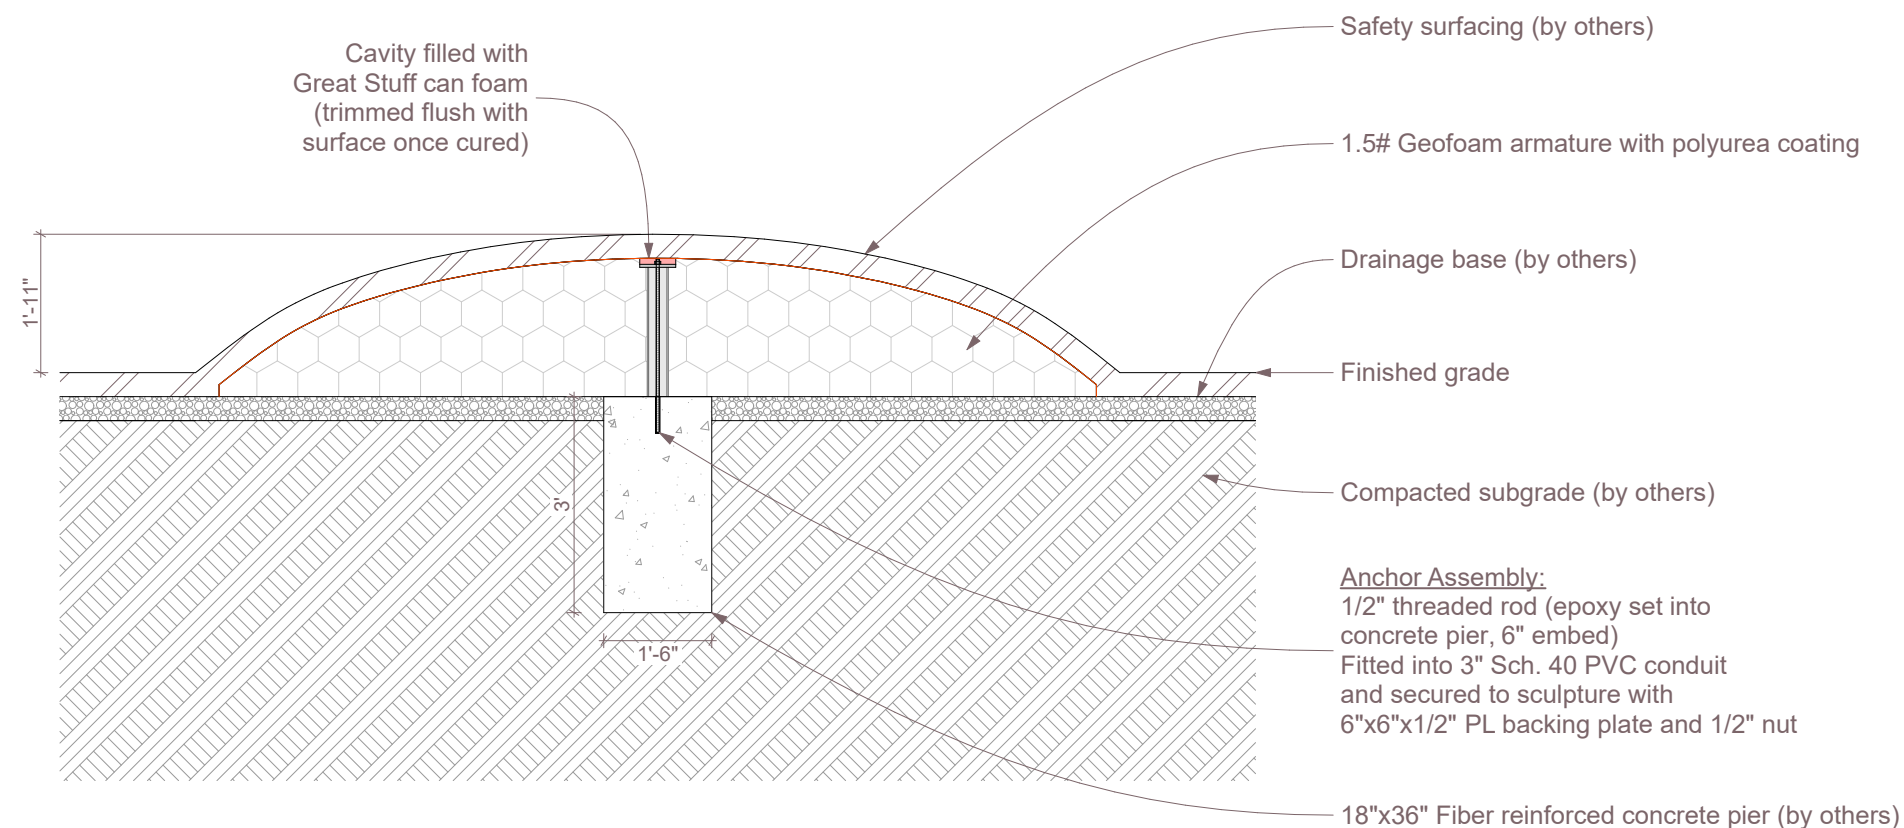 Safety surfacing (by others)
Cavity filled with
Great Stuff can foam
(trimmed flush with
surface once cured)
1.5# Geofoam armature with polyurea coating
Drainage base (by others)
1'-11"
Finished grade
3'
Compacted subgrade (by others)
Anchor Assembly:
1/2" threaded rod (epoxy set into
concrete pier, 6" embed)
Fitted into 3" Sch. 40 PVC conduit
and secured to sculpture with
6"x6"x1/2" PL backing plate and 1/2" nut
1'-6"
18"x36" Fiber reinforced concrete pier (by others)